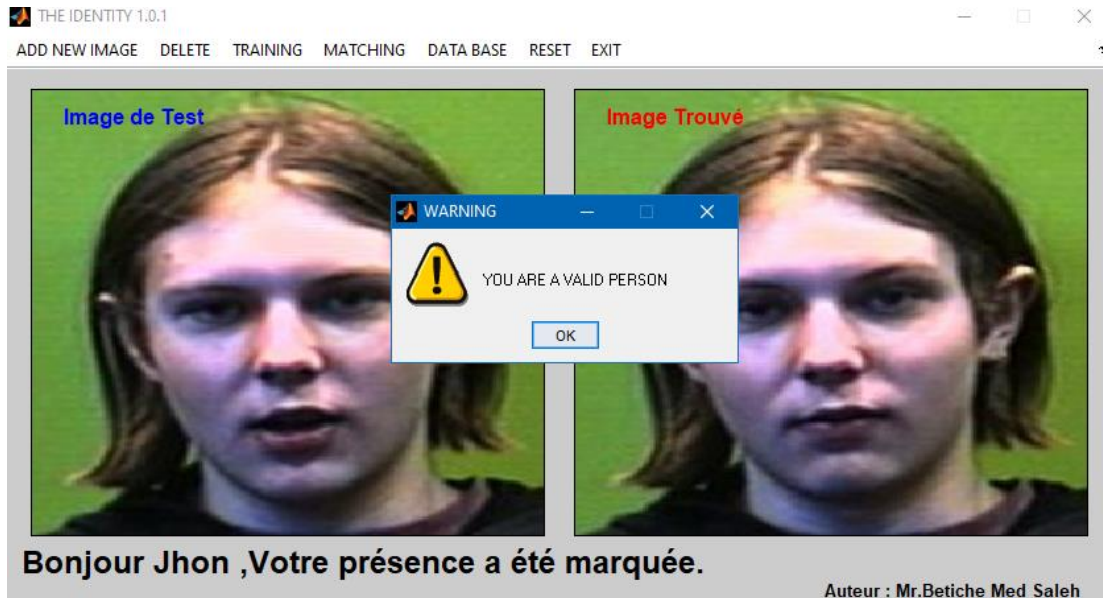 THE IDENTITY 1.0.1
ADD NEW IMAGE DELETE TRAINING MATCHING DATA BASE RESET EXIT
Image de Test
Image Trouvé
WARNING
YOU ARE A VALID PERSON
OK
Bonjour Jhon ,Votre présence a été marquée.
Auteur : Mr.Betiche Med Saleh